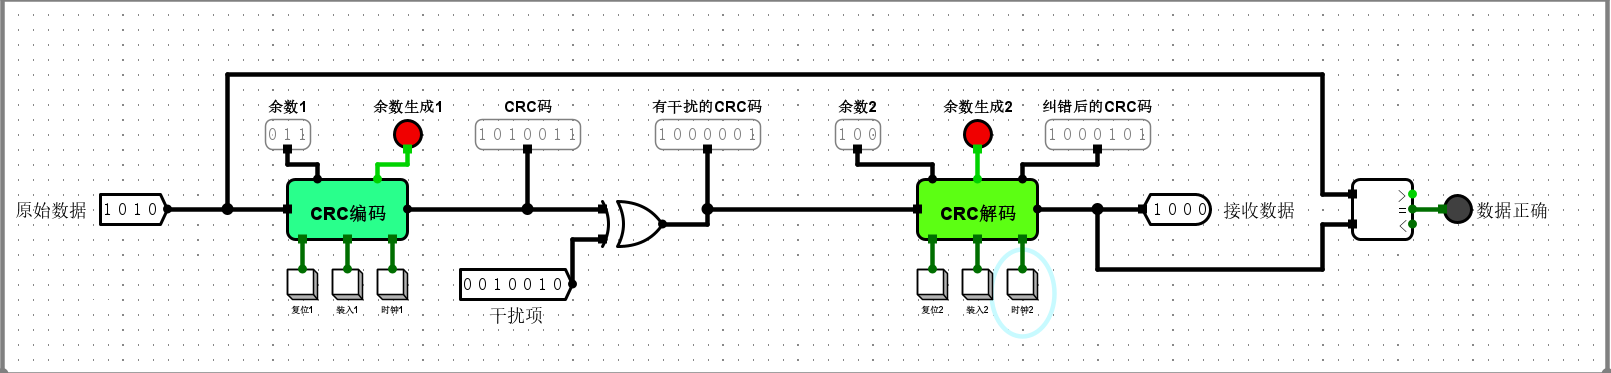 余数1
余数生成1
CRC码
有干扰的CRC码
余数2
余数生成2
纠错后的CRC码
0 1 1
1 0 1 0 0 1 1
1 0 0 0 0 0 1
1 0 0
1 0 0 0 1 0 1
原始数据
1 0 1 0
CRC编码
CRC解码
1 0 0 0
接收数据
>
=
<
数据正确
0 0 1 0 0 1 0
复位1
装入1
时钟1
干扰项
复位2
装入2
时钟2